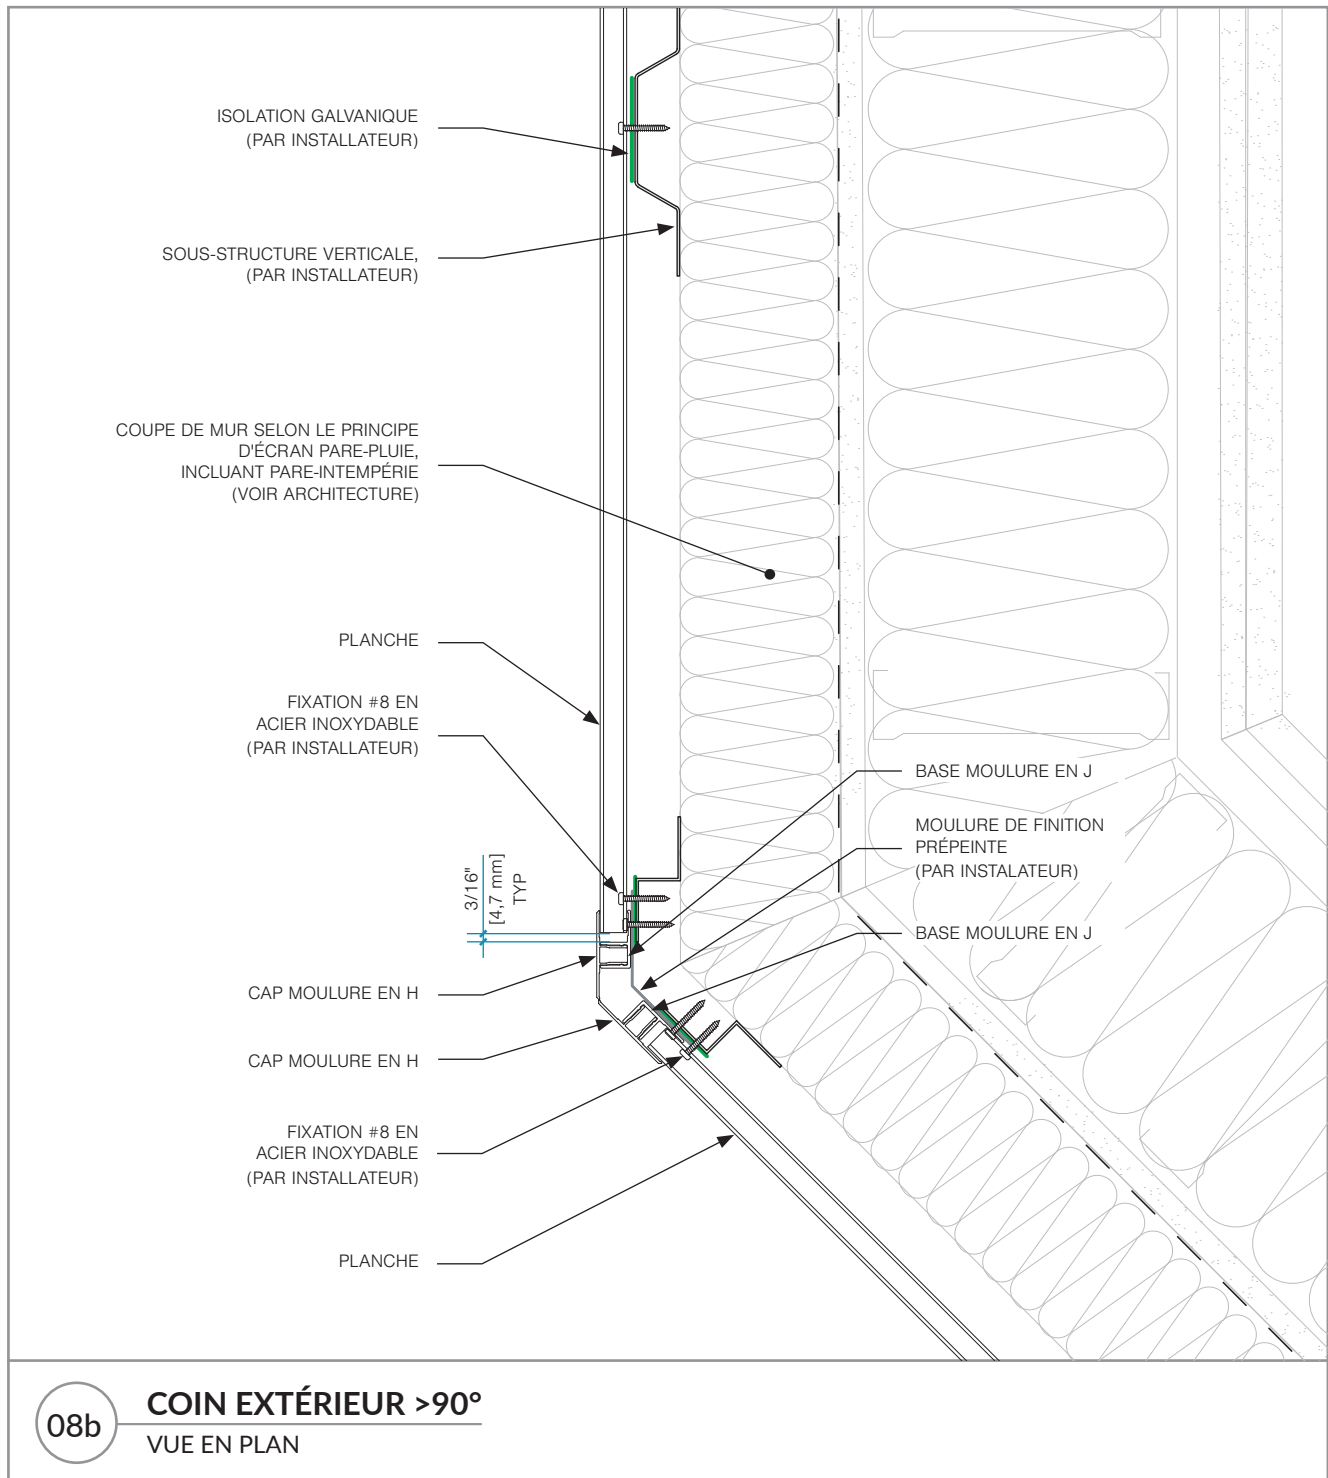 ISOLATION GALVANIQUE
(PAR INSTALLATEUR)
SOUS-STRUCTURE VERTICALE,
(PAR INSTALLATEUR)
COUPE DE MUR SELON LE PRINCIPE
D'ÉCRAN PARE-PLUIE,
INCLUANT PARE-INTEMPÉRIE
(VOIR ARCHITECTURE)
PLANCHE
FIXATION #8 EN
ACIER INOXYDABLE
(PAR INSTALLATEUR)
BASE MOULURE EN J
MOULURE DE FINITION
PRÉPEINTE
(PAR INSTALATEUR)
BASE MOULURE EN J
3/16"
[4,7 mm]
TYP
CAP MOULURE EN H
CAP MOULURE EN H
FIXATION #8 EN
ACIER INOXYDABLE
(PAR INSTALLATEUR)
PLANCHE
08b
COIN EXTÉRIEUR >90°
VUE EN PLAN